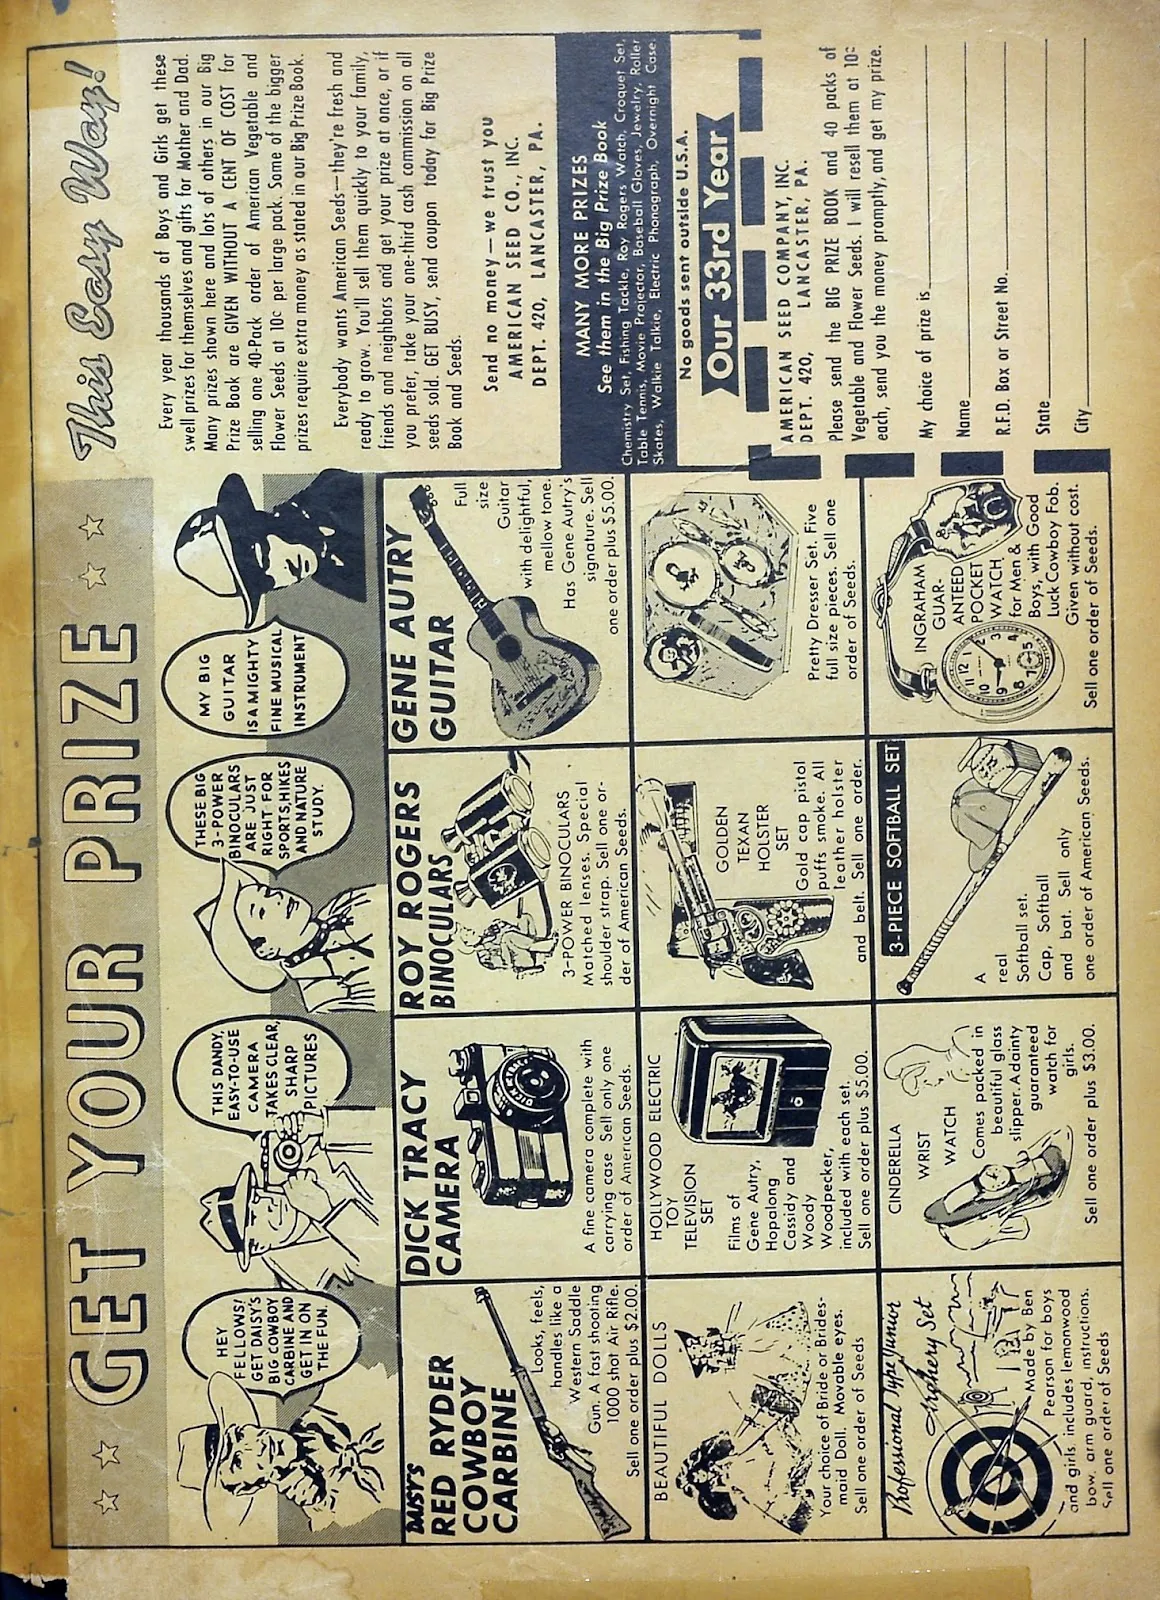 GET YOUR PRIZE This Easy Way!
HEY
FELLOWS!
GET DAISY'S
BIG COWBOY
CARBINE AND
GET IN ON
THE FUN.
THIS DANDY,
EASY-TO-USE
CAMERA
TAKES CLEAR,
SHARP
PICTURES
THESE BIG
3-POWER
BINOCULARS
ARE JUST
RIGHT FOR
SPORTS, HIKES
AND NATURE
STUDY.
MY BIG
GUITAR
IS A MIGHTY
FINE MUSICAL
INSTRUMENT
DAISY'S
RED RYDER
COWBOY
CARBINE
Looks, feels,
handles like a
Western Saddle
Gun. A fast shooting
1000 shot Air Rifle.
Sell one order plus $2.00.
DICK TRACY
CAMERA
A fine camera complete with
carrying case Sell only one
order of American Seeds.
ROY ROGERS
BINOCULARS
3-POWER BINOCULARS
Matched lenses. Special
shoulder strap. Sell one or-
der of American Seeds.
GENE AUTRY
GUITAR
Full
size
Guitar
with delightful,
mellow tone.
Has Gene Autry's
signature. Sell
one order plus $5.00.
BEAUTIFUL DOLLS
Your choice of Bride or Brides-
maid Doll. Movable eyes.
Sell one order of Seeds
HOLLYWOOD ELECTRIC
TOY
TELEVISION
SET
Films of
Gene Autry,
Hopalong
Cassidy and
Woody
Woodpecker,
included with each set.
Sell one order plus $5.00.
GOLDEN
TEXAN
HOLSTER
SET
Gold cap pistol
puffs smoke. All
leather holster
and belt. Sell one order.
Pretty Dresser Set. Five
full size pieces. Sell one
order of Seeds.
Professional Type Junior
Archery Set
Made by Ben
Pearson for boys
and girls, includes lemonwood
bow, arm guard, instructions.
Sell one order of Seeds
CINDERELLA
WRIST
WATCH
Comes packed in
beautiful glass
slipper. A dainty
guaranteed
watch for
girls.
Sell one order plus $3.00.
3-PIECE SOFTBALL SET
A
real
Softball set.
Cap, Softball
and bat. Sell only
one order of American Seeds.
INGRAHAM
GUAR-
ANTEED
POCKET
WATCH
for Men &
Boys, with Good
Luck Cowboy Fob.
Given without cost.
Sell one order of Seeds.
Every year thousands of Boys and Girls get these
swell prizes for themselves and gifts for Mother and Dad.
Many prizes shown here and lots of others in our Big
Prize Book are GIVEN WITHOUT A CENT OF COST for
selling one 40-Pack order of American Vegetable and
Flower Seeds at 10c per large pack. Some of the bigger
prizes require extra money as stated in our Big Prize Book.
Everybody wants American Seeds—they're fresh and
ready to grow. You'll sell them quickly to your family,
friends and neighbors and get your prize at once, or if
you prefer, take your one-third cash commission on all
seeds sold. GET BUSY, send coupon today for Big Prize
Book and Seeds.
Send no money—we trust you
AMERICAN SEED CO., INC.
DEPT. 420, LANCASTER, PA.
MANY MORE PRIZES
See them in the Big Prize Book
Chemistry Set, Fishing Tackle, Roy Rogers Watch, Croquet Set,
Table Tennis, Movie Projector, Baseball Gloves, Jewelry, Roller
Skates, Walkie Talkie, Electric Phonograph, Overnight Case.
No goods sent outside U.S.A.
Our 33rd Year
AMERICAN SEED COMPANY, INC.
DEPT. 420, LANCASTER, PA.
Please send the BIG PRIZE BOOK and 40 packs of
Vegetable and Flower Seeds. I will resell them at 10c
each, send you the money promptly, and get my prize.
My choice of prize is
Name
R.F.D. Box or Street No.
State
City